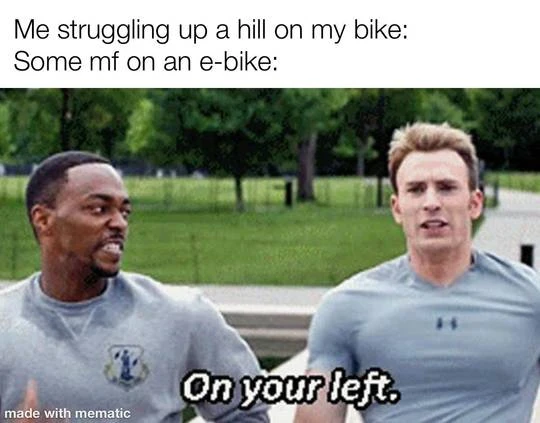 Me struggling up a hill on my bike:
Some mf on an e-bike:
On your left.
made with mematic